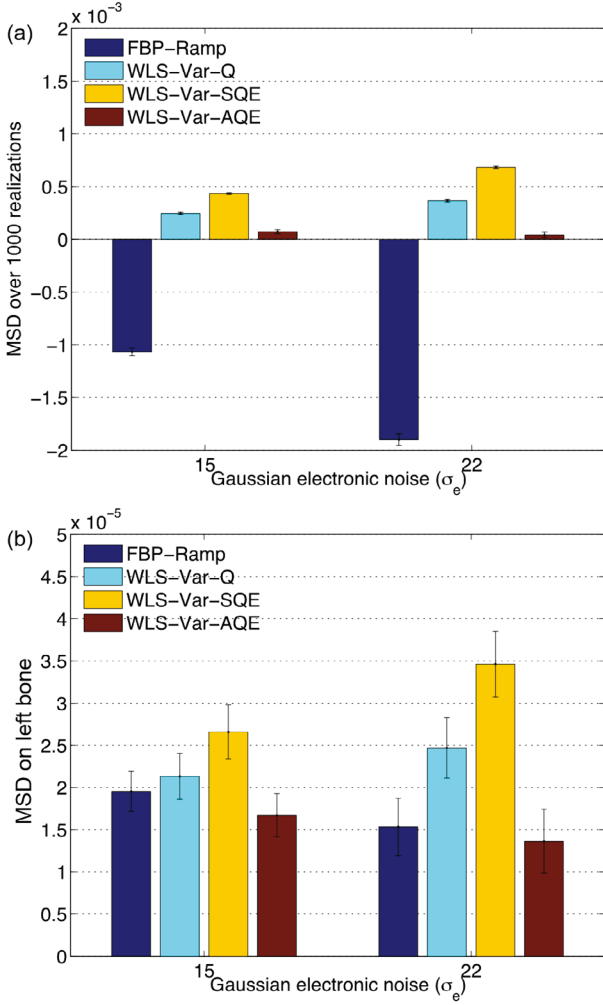 (a)
x 10⁻³
2
1.5
1
0.5
0
−0.5
−1
−1.5
−2
MSD over 1000 realizations
FBP−Ramp
WLS−Var−Q
WLS−Var−SQE
WLS−Var−AQE
15
22
Gaussian electronic noise (σₑ)
(b)
x 10⁻⁵
5
4.5
4
3.5
3
2.5
2
1.5
1
0.5
0
MSD on left bone
FBP−Ramp
WLS−Var−Q
WLS−Var−SQE
WLS−Var−AQE
15
22
Gaussian electronic noise (σₑ)